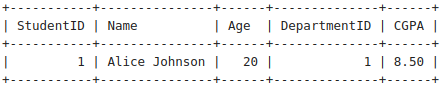 +-----------+---------------+------+--------------+------+
| StudentID | Name          | Age  | DepartmentID | CGPA |
+-----------+---------------+------+--------------+------+
|         1 | Alice Johnson |   20 |            1 | 8.50 |
+-----------+---------------+------+--------------+------+